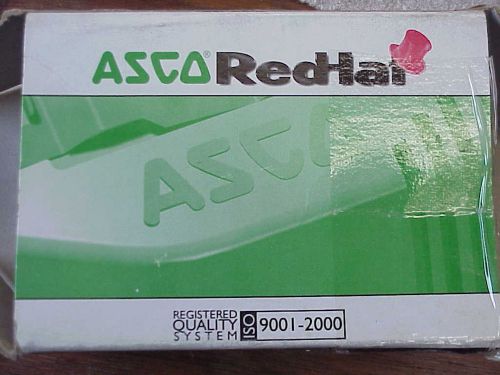 ASCO® RedHat
ASCO
REGISTERED
QUALITY
SYSTEM
ISO 9001-2000